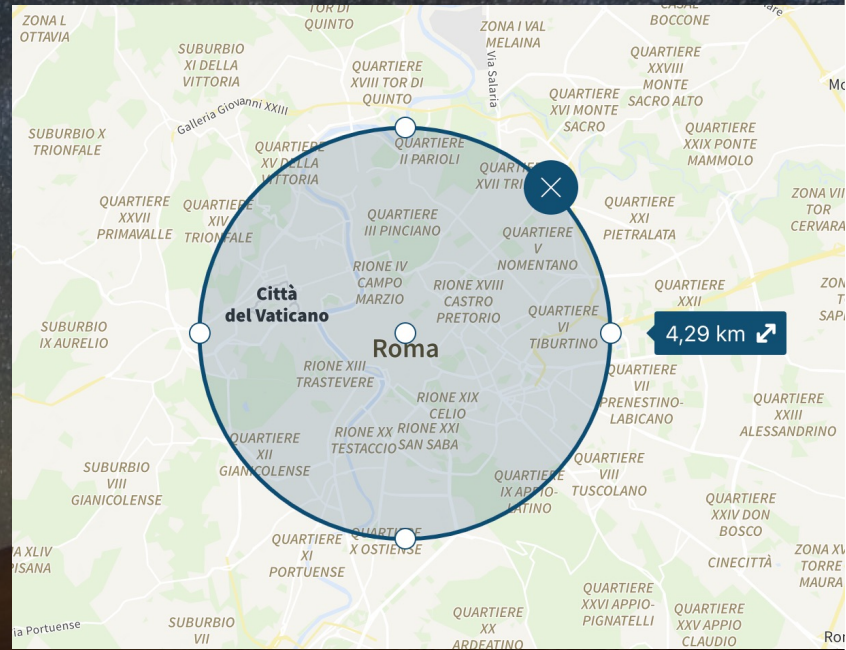 ZONA L
OTTAVIA
TOR DI
QUINTO
ZONA I VAL
MELAINA
CASAL
BOCCONE
SUBURBIO
XI DELLA
VITTORIA
QUARTIERE
XVIII TOR DI
QUINTO
Via Salaria
QUARTIERE
XXVIII
MONTE
SACRO ALTO
QUARTIERE
XVI MONTE
SACRO
Galleria Giovanni XXIII
SUBURBIO X
TRIONFALE
QUARTIERE
XV DELLA
VITTORIA
QUARTIERE
II PARIOLI
QUARTIERE
XXIX PONTE
MAMMOLO
XVII
QUARTIERE
XXVII
PRIMAVALLE
QUARTIERE
XIV
TRIONFALE
QUARTIERE
III PINCIANO
QUARTIERE
V
NOMENTANO
QUARTIERE
XXI
PIETRALATA
ZONA VII
TOR
CERVARA
RIONE IV
CAMPO
MARZIO
RIONE XVIII
CASTRO
PRETORIO
QUARTIERE
XXII
Città
del Vaticano
QUARTIERE
VI
TIBURTINO
SUBURBIO
IX AURELIO
4,29 km
Roma
RIONE XIII
TRASTEVERE
QUARTIERE
VII
PRENESTINO-
LABICANO
RIONE XIX
CELIO
QUARTIERE
XXIII
ALESSANDRINO
RIONE XX
TESTACCIO
RIONE XXI
SAN SABA
QUARTIERE
XII
GIANICOLENSE
SUBURBIO
VIII
GIANICOLENSE
QUARTIERE
IX APPIO-
LATINO
QUARTIERE
VIII
TUSCOLANO
QUARTIERE
XXIV DON
BOSCO
QUARTIERE
X OSTIENSE
QUARTIERE
XI
PORTUENSE
CINECITTÀ
A XLIV
PISANA
ZONA XV
TORRE
MAURA
QUARTIERE
XXVI APPIO-
PIGNATELLI
QUARTIERE
XXV APPIO
CLAUDIO
QUARTIERE
XX
ARDEATINO
SUBURBIO
VII
ia Portuense